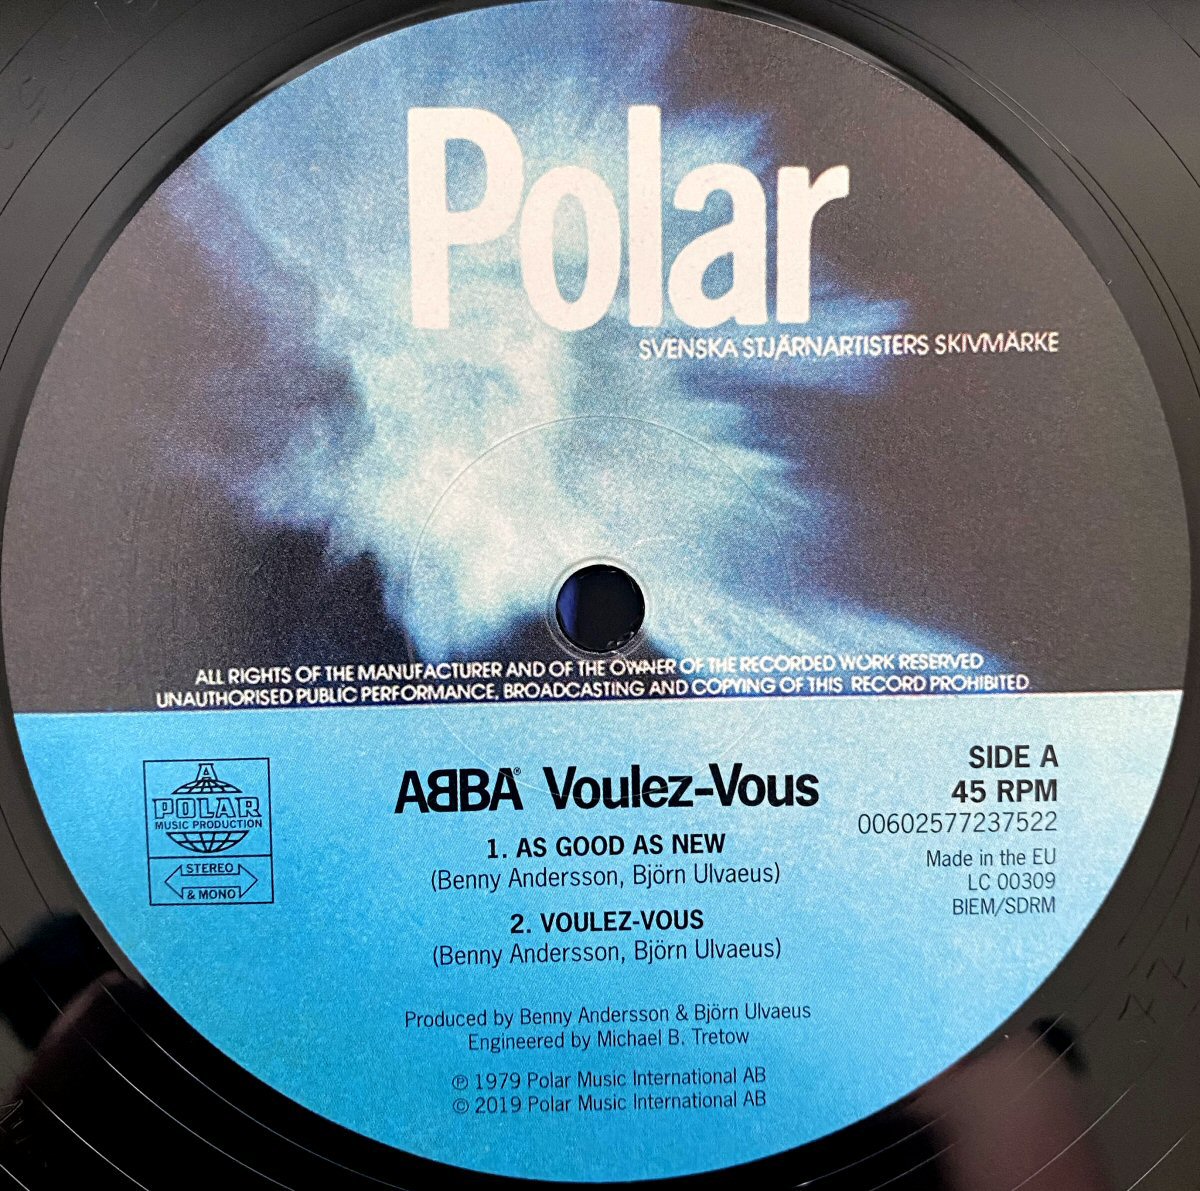 Polar
SVENSKA STJÄRNARTISTERS SKIVMÄRKE
ALL RIGHTS OF THE MANUFACTURER AND OF THE OWNER OF THE RECORDED WORK RESERVED
UNAUTHORISED PUBLIC PERFORMANCE, BROADCASTING AND COPYING OF THIS RECORD PROHIBITED
POLAR
MUSIC PRODUCTION
STEREO
& MONO
ABBA® Voulez-Vous
1. AS GOOD AS NEW
(Benny Andersson, Björn Ulvaeus)
2. VOULEZ-VOUS
(Benny Andersson, Björn Ulvaeus)
SIDE A
45 RPM
00602577237522
Made in the EU
LC 00309
BIEM/SDRM
Produced by Benny Andersson & Björn Ulvaeus
Engineered by Michael B. Tretow
℗ 1979 Polar Music International AB
© 2019 Polar Music International AB